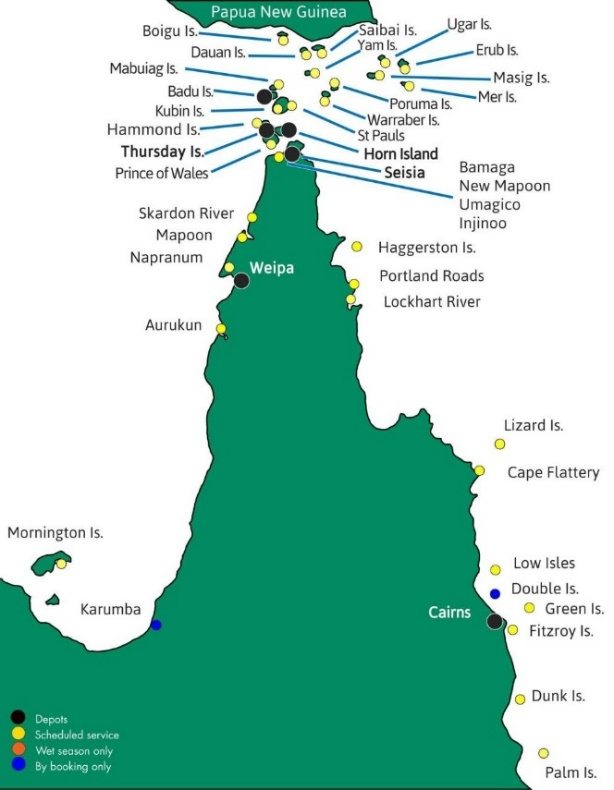 Papua New Guinea
Boigu Is.
Saibai Is.
Ugar Is.
Dauan Is.
Yam Is.
Erub Is.
Mabuiag Is.
Masig Is.
Badu Is.
Mer Is.
Poruma Is.
Kubin Is.
Warraber Is.
Hammond Is.
St Pauls
Thursday Is.
Horn Island
Prince of Wales
Seisia
Bamaga
New Mapoon
Umagico
Injinoo
Skardon River
Mapoon
Haggerston Is.
Napranum
Weipa
Portland Roads
Lockhart River
Aurukun
Lizard Is.
Cape Flattery
Mornington Is.
Low Isles
Double Is.
Karumba
Green Is.
Cairns
Fitzroy Is.
Dunk Is.
Depots
Scheduled service
Wet season only
By booking only
Palm Is.